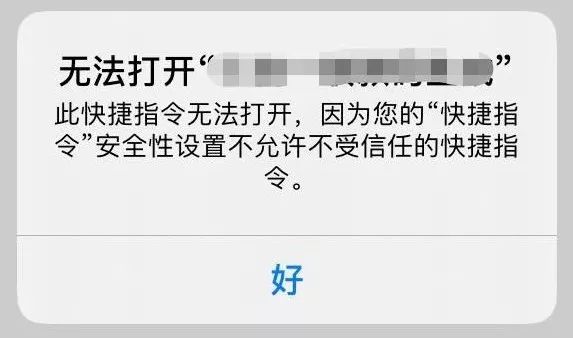 无法打开“ ”
此快捷指令无法打开，因为您的“快捷指
令”安全性设置不允许不受信任的快捷指
令。
好